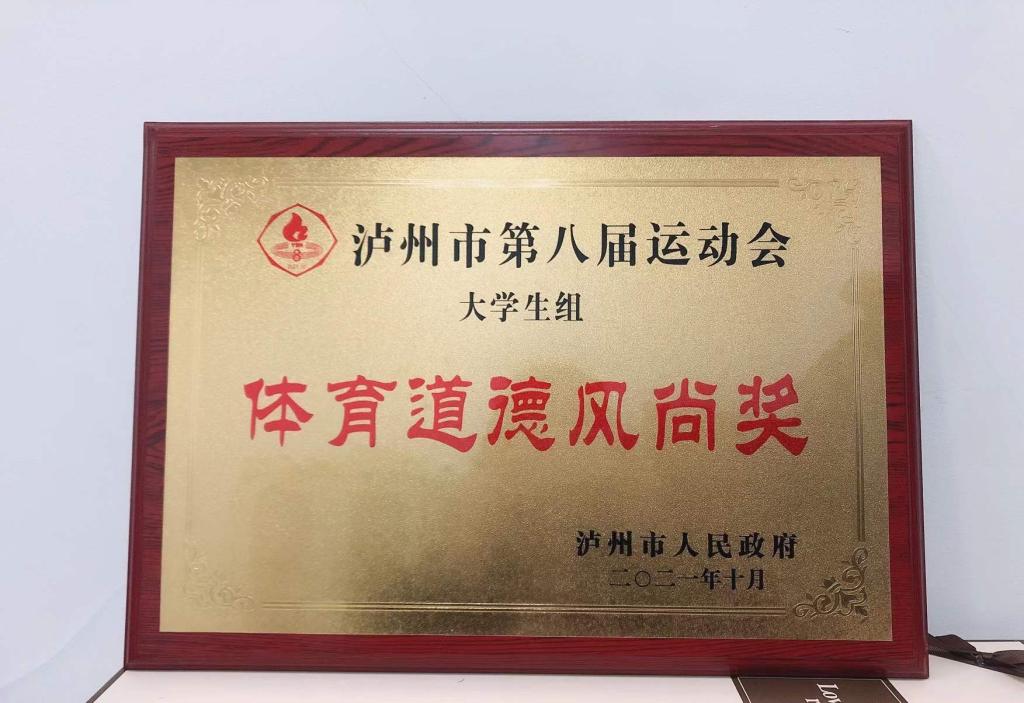 泸州市第八届运动会
大学生组
体育道德风尚奖
泸州市人民政府
二〇二一年十月